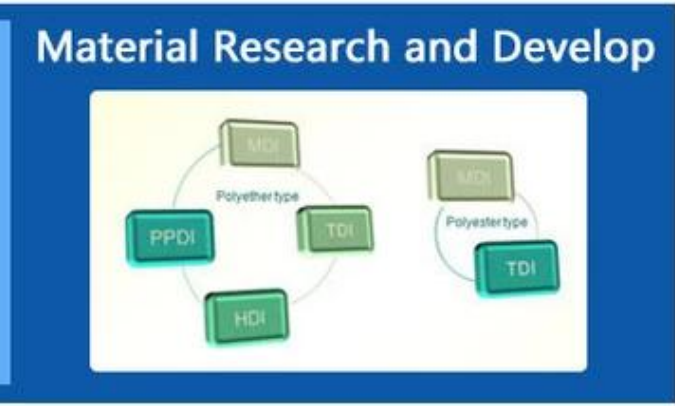 Material Research and Develop
MDI
Polyether type
PPDI
TDI
HDI
MDI
Polyester type
TDI